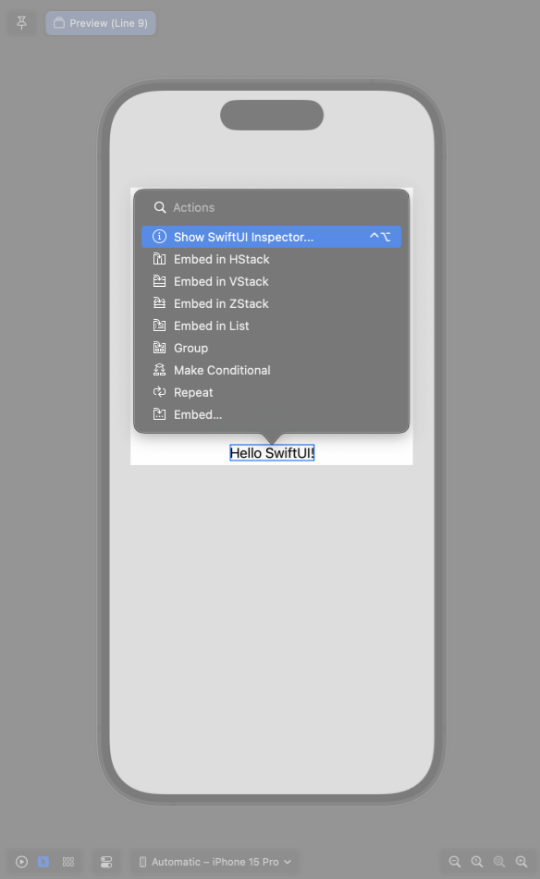 Preview (Line 9)
Actions
Show SwiftUI Inspector... ^⌥
Embed in HStack
Embed in VStack
Embed in ZStack
Embed in List
Group
Make Conditional
Repeat
Embed...
Hello SwiftUI!
Automatic – iPhone 15 Pro